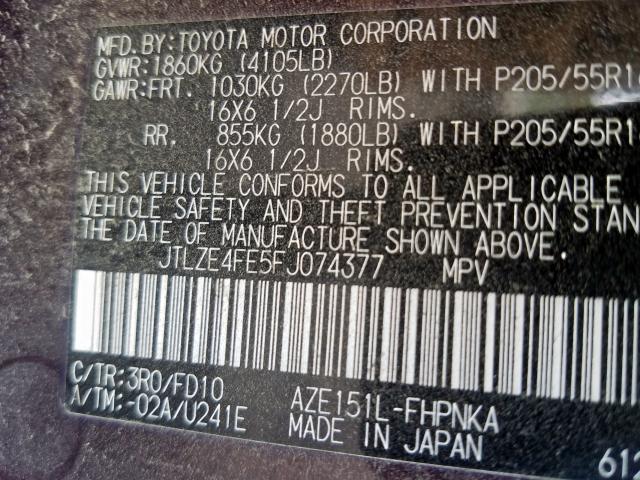 MFD.BY:TOYOTA MOTOR CORPORATION
GVWR:1860KG (4105LB)
GAWR:FRT. 1030KG (2270LB) WITH P205/55R1
16X6 1/2J RIMS.
RR. 855KG (1880LB) WITH P205/55R1
16X6 1/2J RIMS.
THIS VEHICLE CONFORMS TO ALL APPLICABLE
VEHICLE SAFETY AND THEFT PREVENTION STAN
THE DATE OF MANUFACTURE SHOWN ABOVE.
JTLZE4FE5FJ074377 MPV
C/TR:3R0/FD10 AZE151L-FHPNKA
A/TM:-02A/U241E MADE IN JAPAN
612